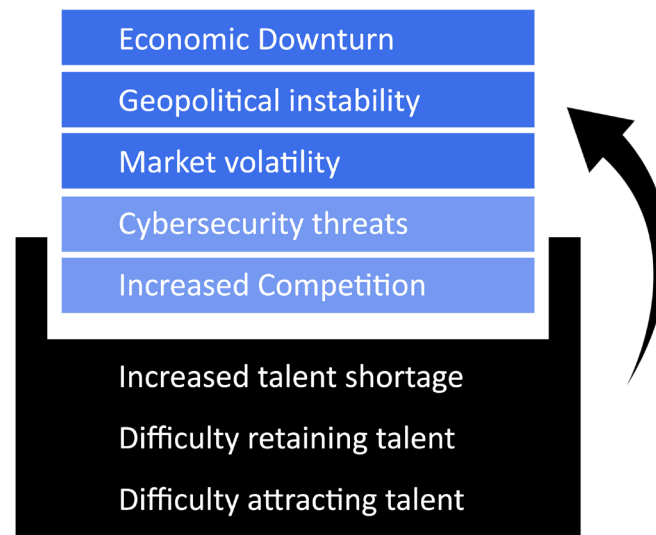 Economic Downturn
Geopolitical instability
Market volatility
Cybersecurity threats
Increased Competition
Increased talent shortage
Difficulty retaining talent
Difficulty attracting talent